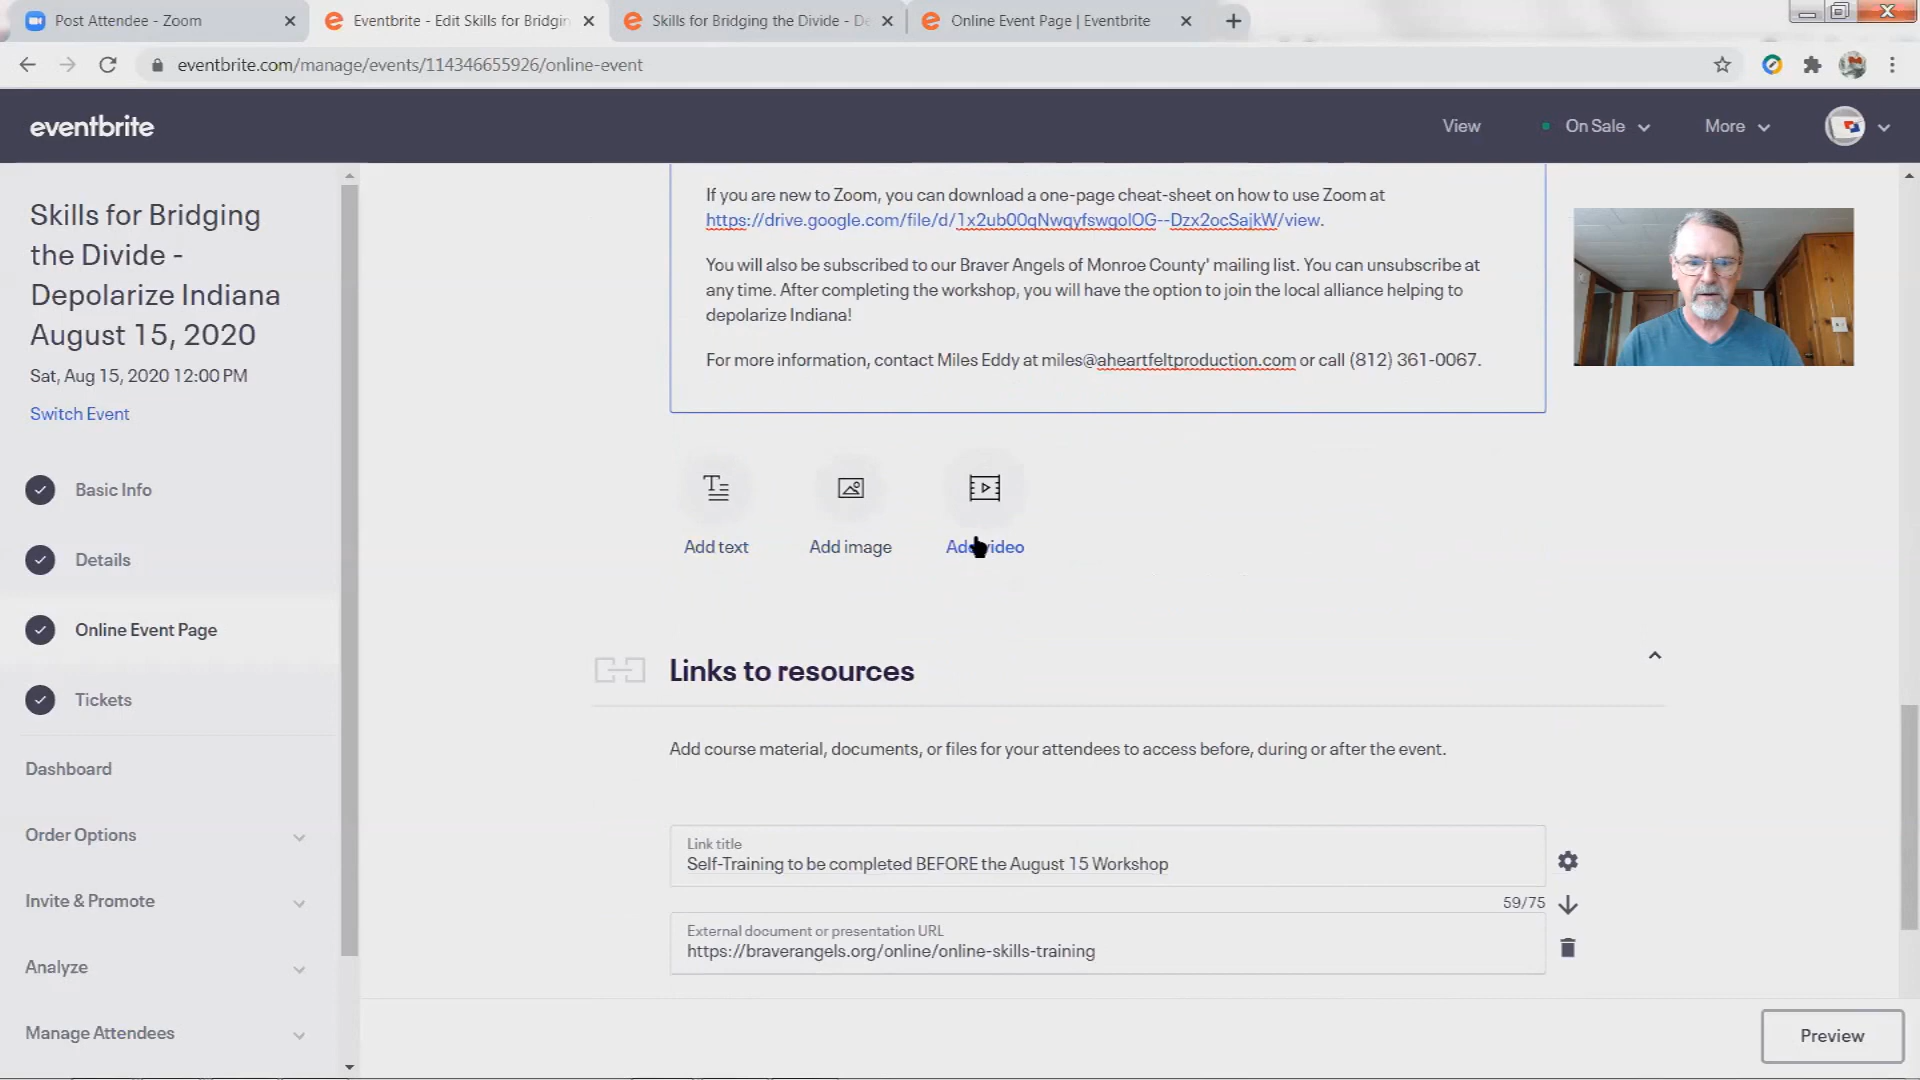 Post Attendee - Zoom
Eventbrite - Edit Skills for Bridgin
Skills for Bridging the Divide - De
Online Event Page | Eventbrite
eventbrite.com/manage/events/114346655926/online-event
eventbrite
View
On Sale
More
Skills for Bridging
the Divide -
Depolarize Indiana
August 15, 2020
Sat, Aug 15, 2020 12:00 PM
Switch Event
Basic Info
Details
Online Event Page
Tickets
Dashboard
Order Options
Invite & Promote
Analyze
Manage Attendees
If you are new to Zoom, you can download a one-page cheat-sheet on how to use Zoom at
https://drive.google.com/file/d/1x2ub00qNwqyfswgolOG--Dzx2ocSajkW/view.
You will also be subscribed to our Braver Angels of Monroe County' mailing list. You can unsubscribe at
any time. After completing the workshop, you will have the option to join the local alliance helping to
depolarize Indiana!
For more information, contact Miles Eddy at miles@aheartfeltproduction.com or call (812) 361-0067.
Add text
Add image
Add video
Links to resources
Add course material, documents, or files for your attendees to access before, during or after the event.
Link title
Self-Training to be completed BEFORE the August 15 Workshop
59/75
External document or presentation URL
https://braverangels.org/online/online-skills-training
Preview